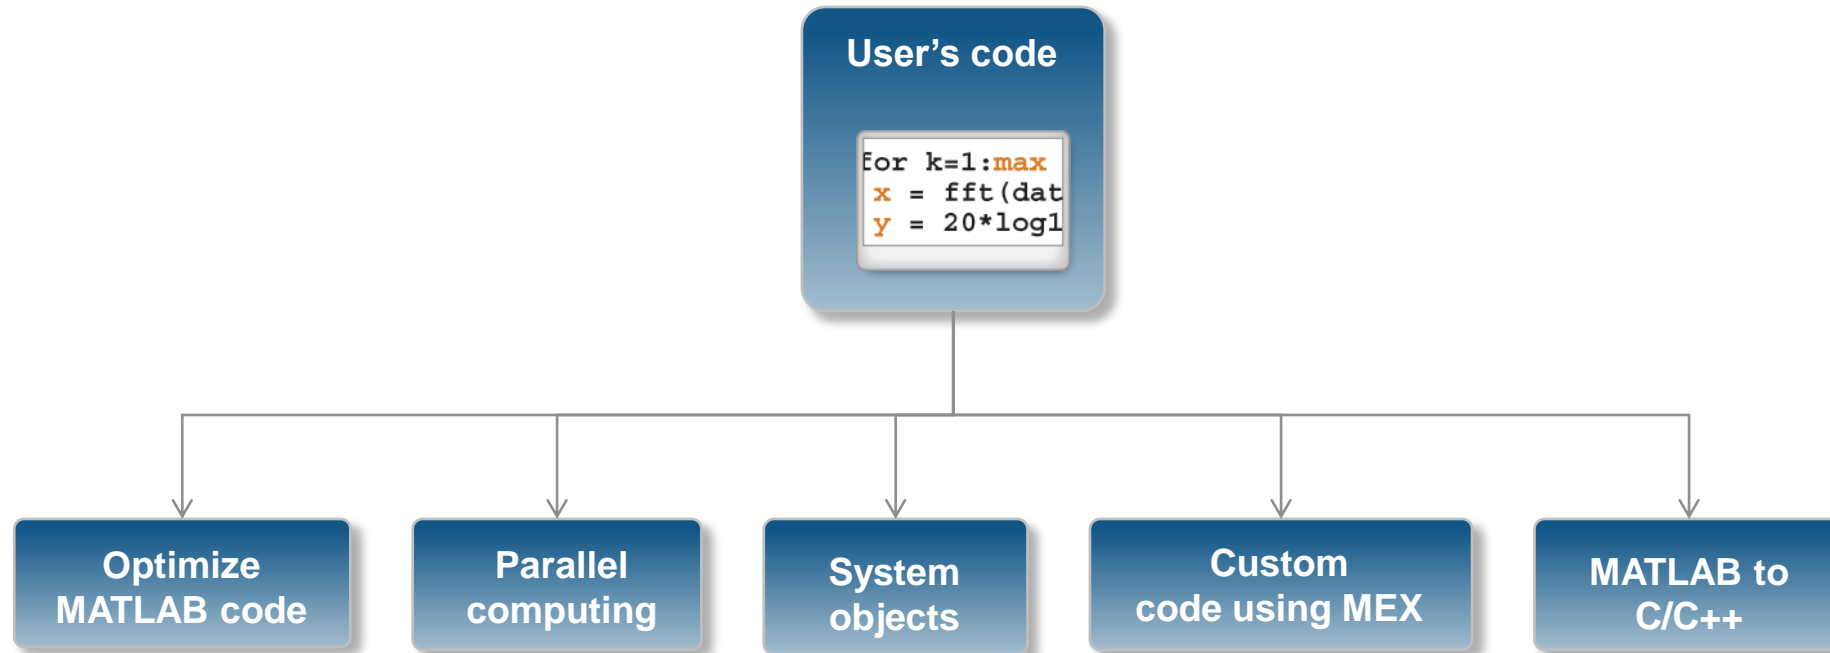 User’s code
for k=1:max
x = fft(dat
y = 20*log1
Optimize
MATLAB code
Parallel
computing
System
objects
Custom
code using MEX
MATLAB to
C/C++